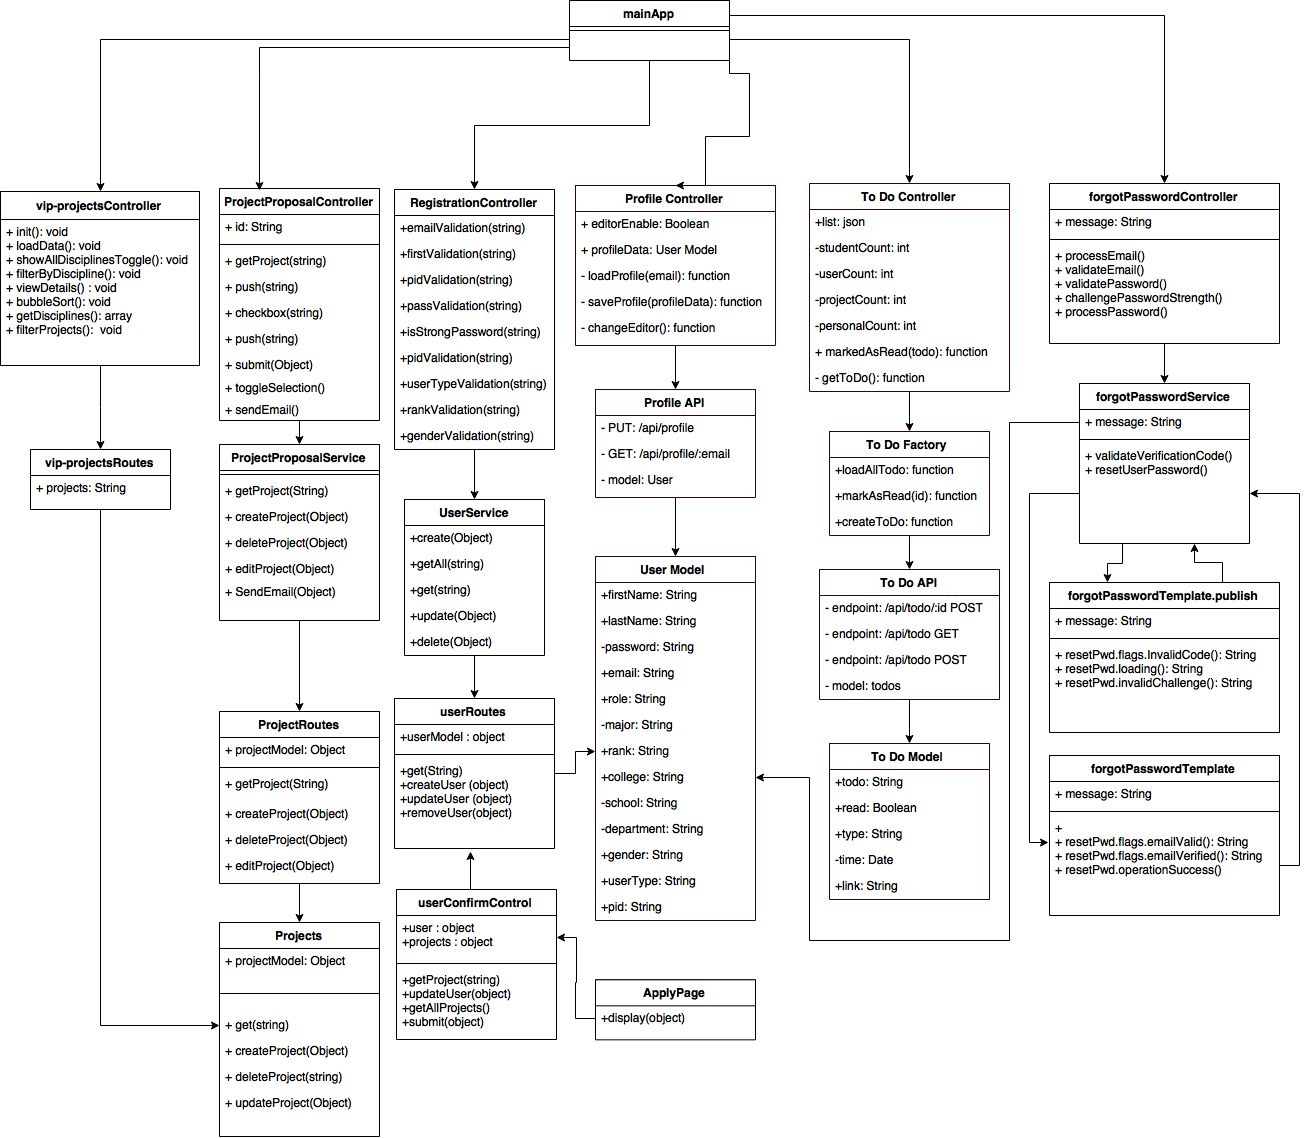 mainApp
vip-projectsController
+ init(): void
+ loadData(): void
+ showAllDisciplinesToggle(): void
+ filterByDiscipline(): void
+ viewDetails() : void
+ bubbleSort(): void
+ getDisciplines(): array
+ filterProjects():  void
vip-projectsRoutes
+ projects: String
ProjectProposalController
+ id: String
+ getProject(string)
+ push(string)
+ checkbox(string)
+ push(string)
+ submit(Object)
+ toggleSelection()
+ sendEmail()
ProjectProposalService
+ getProject(String)
+ createProject(Object)
+ deleteProject(Object)
+ editProject(Object)
+ SendEmail(Object)
ProjectRoutes
+ projectModel: Object
+ getProject(String)
+ createProject(Object)
+ deleteProject(Object)
+ editProject(Object)
Projects
+ projectModel: Object
+ get(string)
+ createProject(Object)
+ deleteProject(string)
+ updateProject(Object)
RegistrationController
+emailValidation(string)
+firstValidation(string)
+pidValidation(string)
+passValidation(string)
+isStrongPassword(string)
+pidValidation(string)
+userTypeValidation(string)
+rankValidation(string)
+genderValidation(string)
UserService
+create(Object)
+getAll(string)
+get(string)
+update(Object)
+delete(Object)
userRoutes
+userModel : object
+get(String)
+createUser (object)
+updateUser (object)
+removeUser(object)
userConfirmControl
+user : object
+projects : object
+getProject(string)
+updateUser(object)
+getAllProjects()
+submit(object)
Profile Controller
+ editorEnable: Boolean
+ profileData: User Model
- loadProfile(email): function
- saveProfile(profileData): function
- changeEditor(): function
Profile API
- PUT: /api/profile
- GET: /api/profile/:email
- model: User
User Model
+firstName: String
+lastName: String
-password: String
+email: String
+role: String
-major: String
+rank: String
+college: String
-school: String
-department: String
+gender: String
+userType: String
+pid: String
ApplyPage
+display(object)
To Do Controller
+list: json
-studentCount: int
-userCount: int
-projectCount: int
-personalCount: int
+ markedAsRead(todo): function
- getToDo(): function
To Do Factory
+loadAllTodo: function
+markAsRead(id): function
+createToDo: function
To Do API
- endpoint: /api/todo/:id POST
- endpoint: /api/todo GET
- endpoint: /api/todo POST
- model: todos
To Do Model
+todo: String
+read: Boolean
+type: String
-time: Date
+link: String
forgotPasswordController
+ message: String
+ processEmail()
+ validateEmail()
+ validatePassword()
+ challengePasswordStrength()
+ processPassword()
forgotPasswordService
+ message: String
+ validateVerificationCode()
+ resetUserPassword()
forgotPasswordTemplate.publish
+ message: String
+ resetPwd.flags.InvalidCode(): String
+ resetPwd.loading(): String
+ resetPwd.invalidChallenge(): String
forgotPasswordTemplate
+ message: String
+
+ resetPwd.flags.emailValid(): String
+ resetPwd.flags.emailVerified(): String
+ resetPwd.operationSuccess()